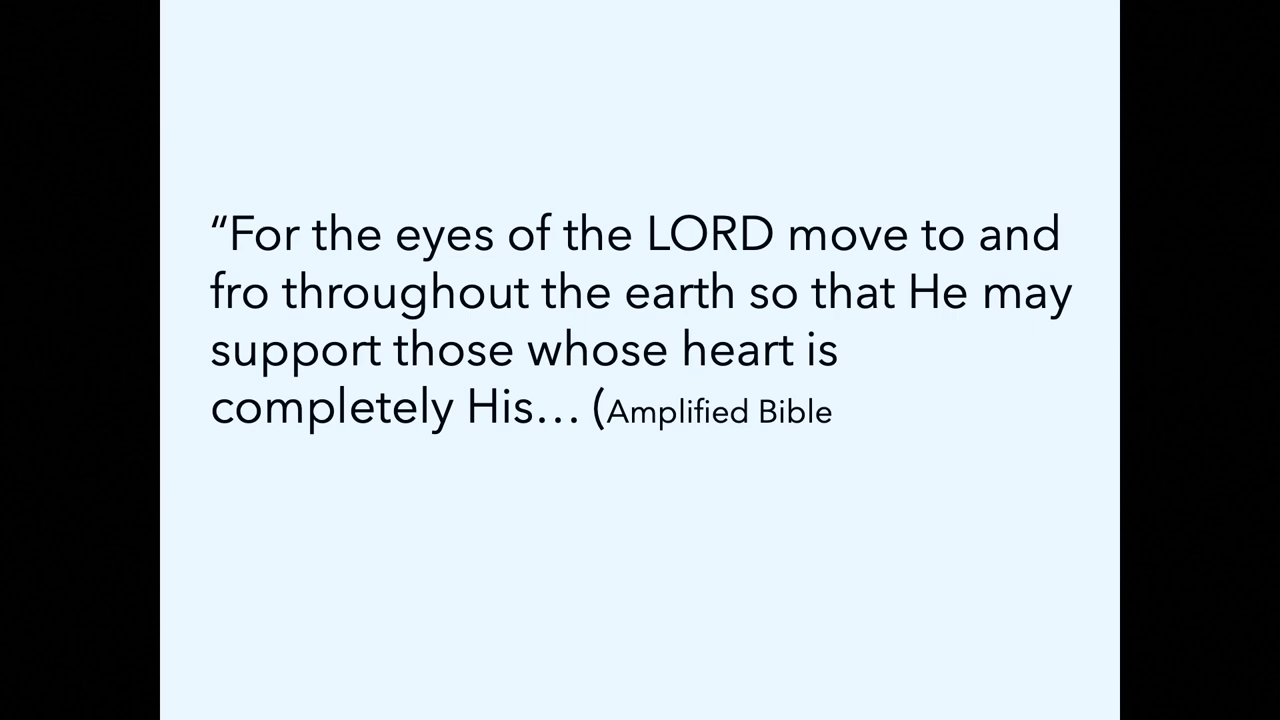 “For the eyes of the LORD move to and
fro throughout the earth so that He may
support those whose heart is
completely His… (Amplified Bible